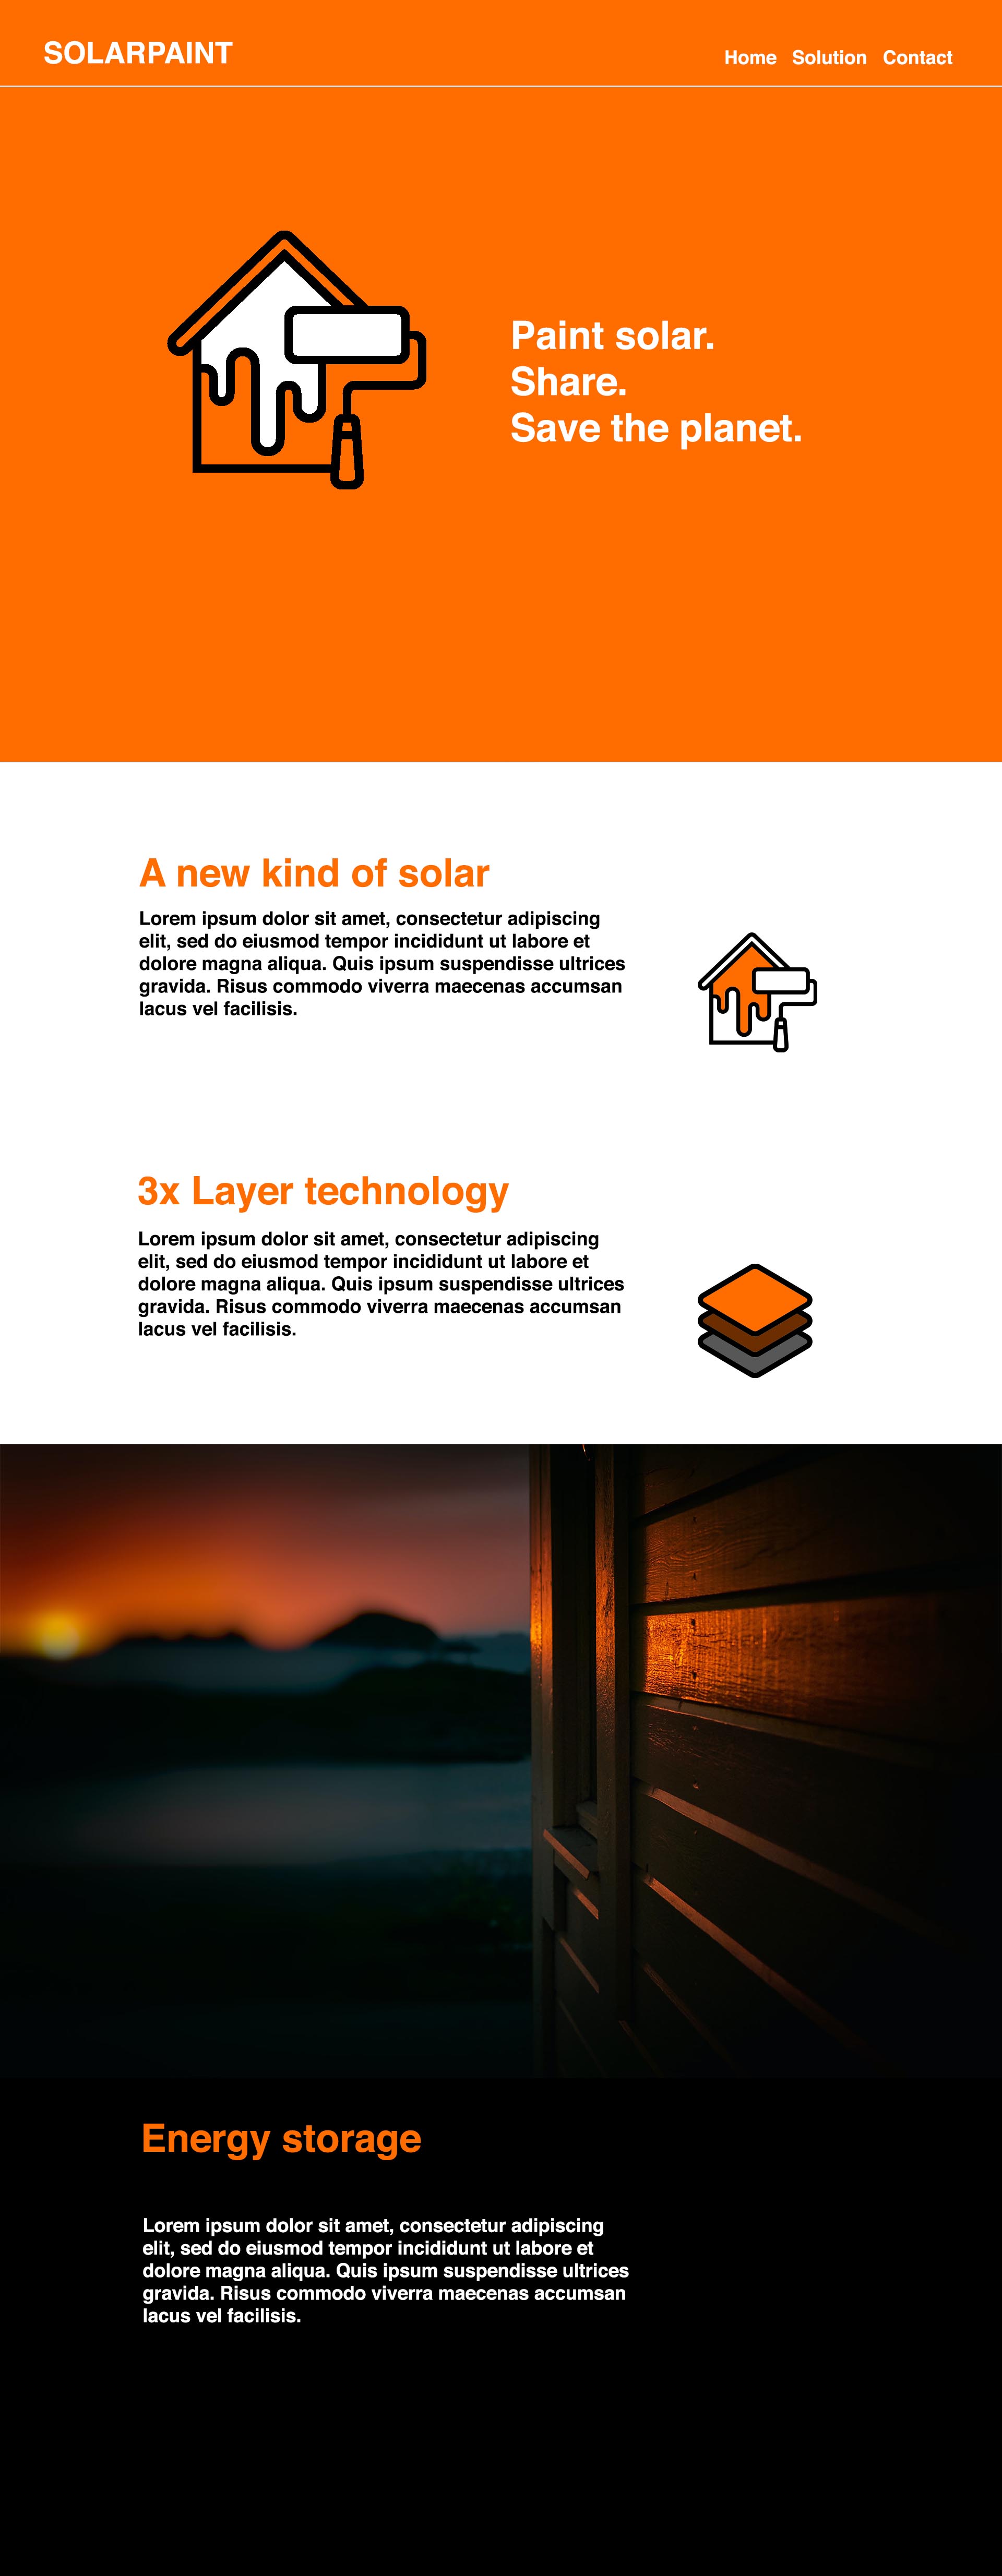 SOLARPAINT
Home Solution Contact
Paint solar.
Share.
Save the planet.
A new kind of solar
Lorem ipsum dolor sit amet, consectetur adipiscing
elit, sed do eiusmod tempor incididunt ut labore et
dolore magna aliqua. Quis ipsum suspendisse ultrices
gravida. Risus commodo viverra maecenas accumsan
lacus vel facilisis.
3x Layer technology
Lorem ipsum dolor sit amet, consectetur adipiscing
elit, sed do eiusmod tempor incididunt ut labore et
dolore magna aliqua. Quis ipsum suspendisse ultrices
gravida. Risus commodo viverra maecenas accumsan
lacus vel facilisis.
Energy storage
Lorem ipsum dolor sit amet, consectetur adipiscing
elit, sed do eiusmod tempor incididunt ut labore et
dolore magna aliqua. Quis ipsum suspendisse ultrices
gravida. Risus commodo viverra maecenas accumsan
lacus vel facilisis.